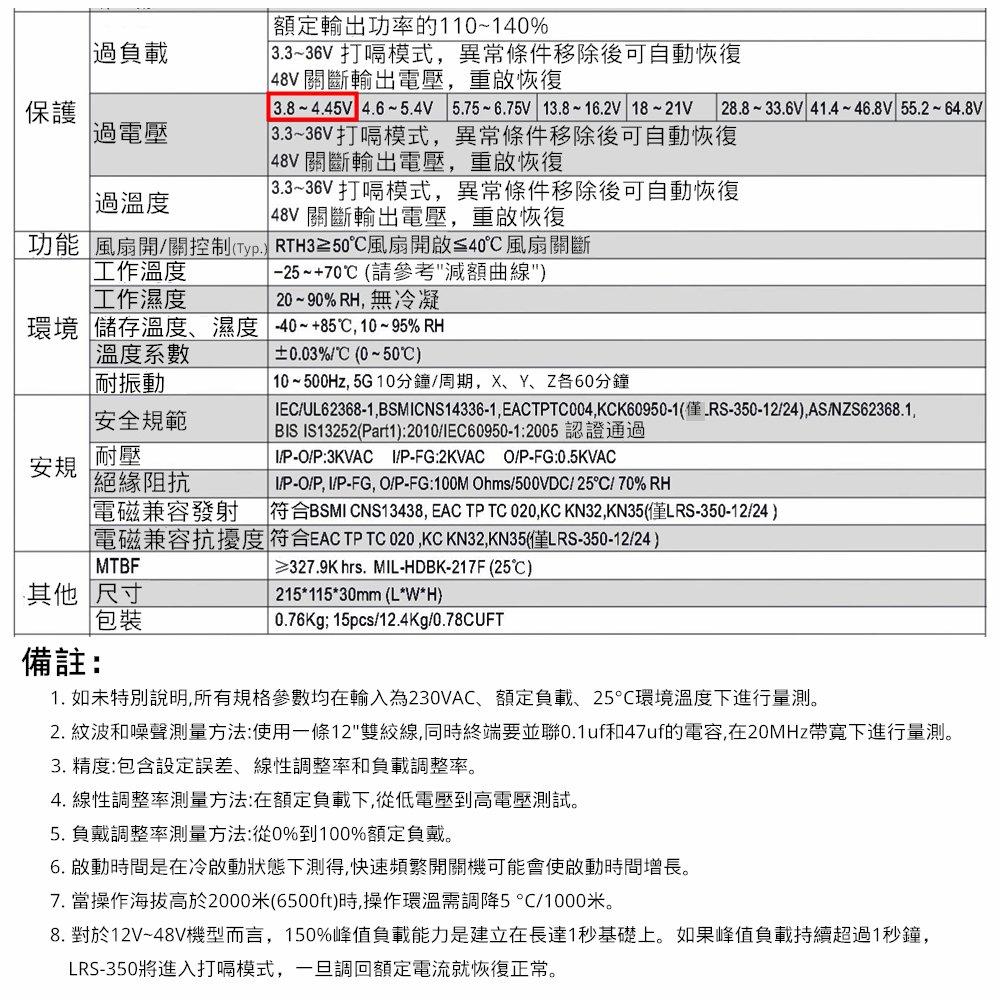 額定輸出功率的110~140%
過負載
3.3~36V 打嗝模式，異常條件移除後可自動恢復
48V 關斷輸出電壓，重啟恢復
保護
3.8 ~ 4.45V 4.6 ~ 5.4V 5.75 ~ 6.75V 13.8 ~ 16.2V 18 ~ 21V 28.8 ~ 33.6V 41.4 ~ 46.8V 55.2 ~ 64.8V
過電壓
3.3~36V 打嗝模式，異常條件移除後可自動恢復
48V 關斷輸出電壓，重啟恢復
過溫度
3.3~36V 打嗝模式，異常條件移除後可自動恢復
48V 關斷輸出電壓，重啟恢復
功能 風扇開/關控制(Typ.) RTH3≧50℃風扇開啟≦40℃ 風扇關斷
環境
工作溫度 -25 ~ +70℃ (請參考"減額曲線")
工作濕度 20 ~ 90% RH, 無冷凝
儲存溫度、濕度 -40 ~ +85℃, 10 ~ 95% RH
溫度系數 ±0.03%/℃ (0 ~ 50℃)
耐振動 10 ~ 500Hz, 5G 10分鐘/周期，X、Y、Z各60分鐘
安規
安全規範 IEC/UL62368-1,BSMICNS14336-1,EACTPTC004,KCK60950-1(僅LRS-350-12/24),AS/NZS62368.1,
BIS IS13252(Part1):2010/IEC60950-1:2005 認證通過
耐壓 I/P-O/P:3KVAC I/P-FG:2KVAC O/P-FG:0.5KVAC
絕緣阻抗 I/P-O/P, I/P-FG, O/P-FG:100M Ohms/500VDC/ 25℃/ 70% RH
電磁兼容發射 符合BSMI CNS13438, EAC TP TC 020,KC KN32,KN35(僅LRS-350-12/24 )
電磁兼容抗擾度 符合EAC TP TC 020 ,KC KN32,KN35(僅LRS-350-12/24 )
其他
MTBF ≥327.9K hrs. MIL-HDBK-217F (25℃)
尺寸 215*115*30mm (L*W*H)
包裝 0.76Kg; 15pcs/12.4Kg/0.78CUFT
備註:
1. 如未特別說明,所有規格參數均在輸入為230VAC、額定負載、25°C環境溫度下進行量測。
2. 紋波和噪聲測量方法:使用一條12"雙絞線,同時終端要並聯0.1uf和47uf的電容,在20MHz帶寬下進行量測。
3. 精度:包含設定誤差、線性調整率和負載調整率。
4. 線性調整率測量方法:在額定負載下,從低電壓到高電壓測試。
5. 負戴調整率測量方法:從0%到100%額定負戴。
6. 啟動時間是在冷啟動狀態下測得,快速頻繁開關機可能會使啟動時間增長。
7. 當操作海拔高於2000米(6500ft)時,操作環溫需調降5 °C/1000米。
8. 對於12V~48V機型而言，150%峰值負載能力是建立在長達1秒基礎上。如果峰值負載持續超過1秒鐘，
LRS-350將進入打嗝模式，一旦調回額定電流就恢復正常。